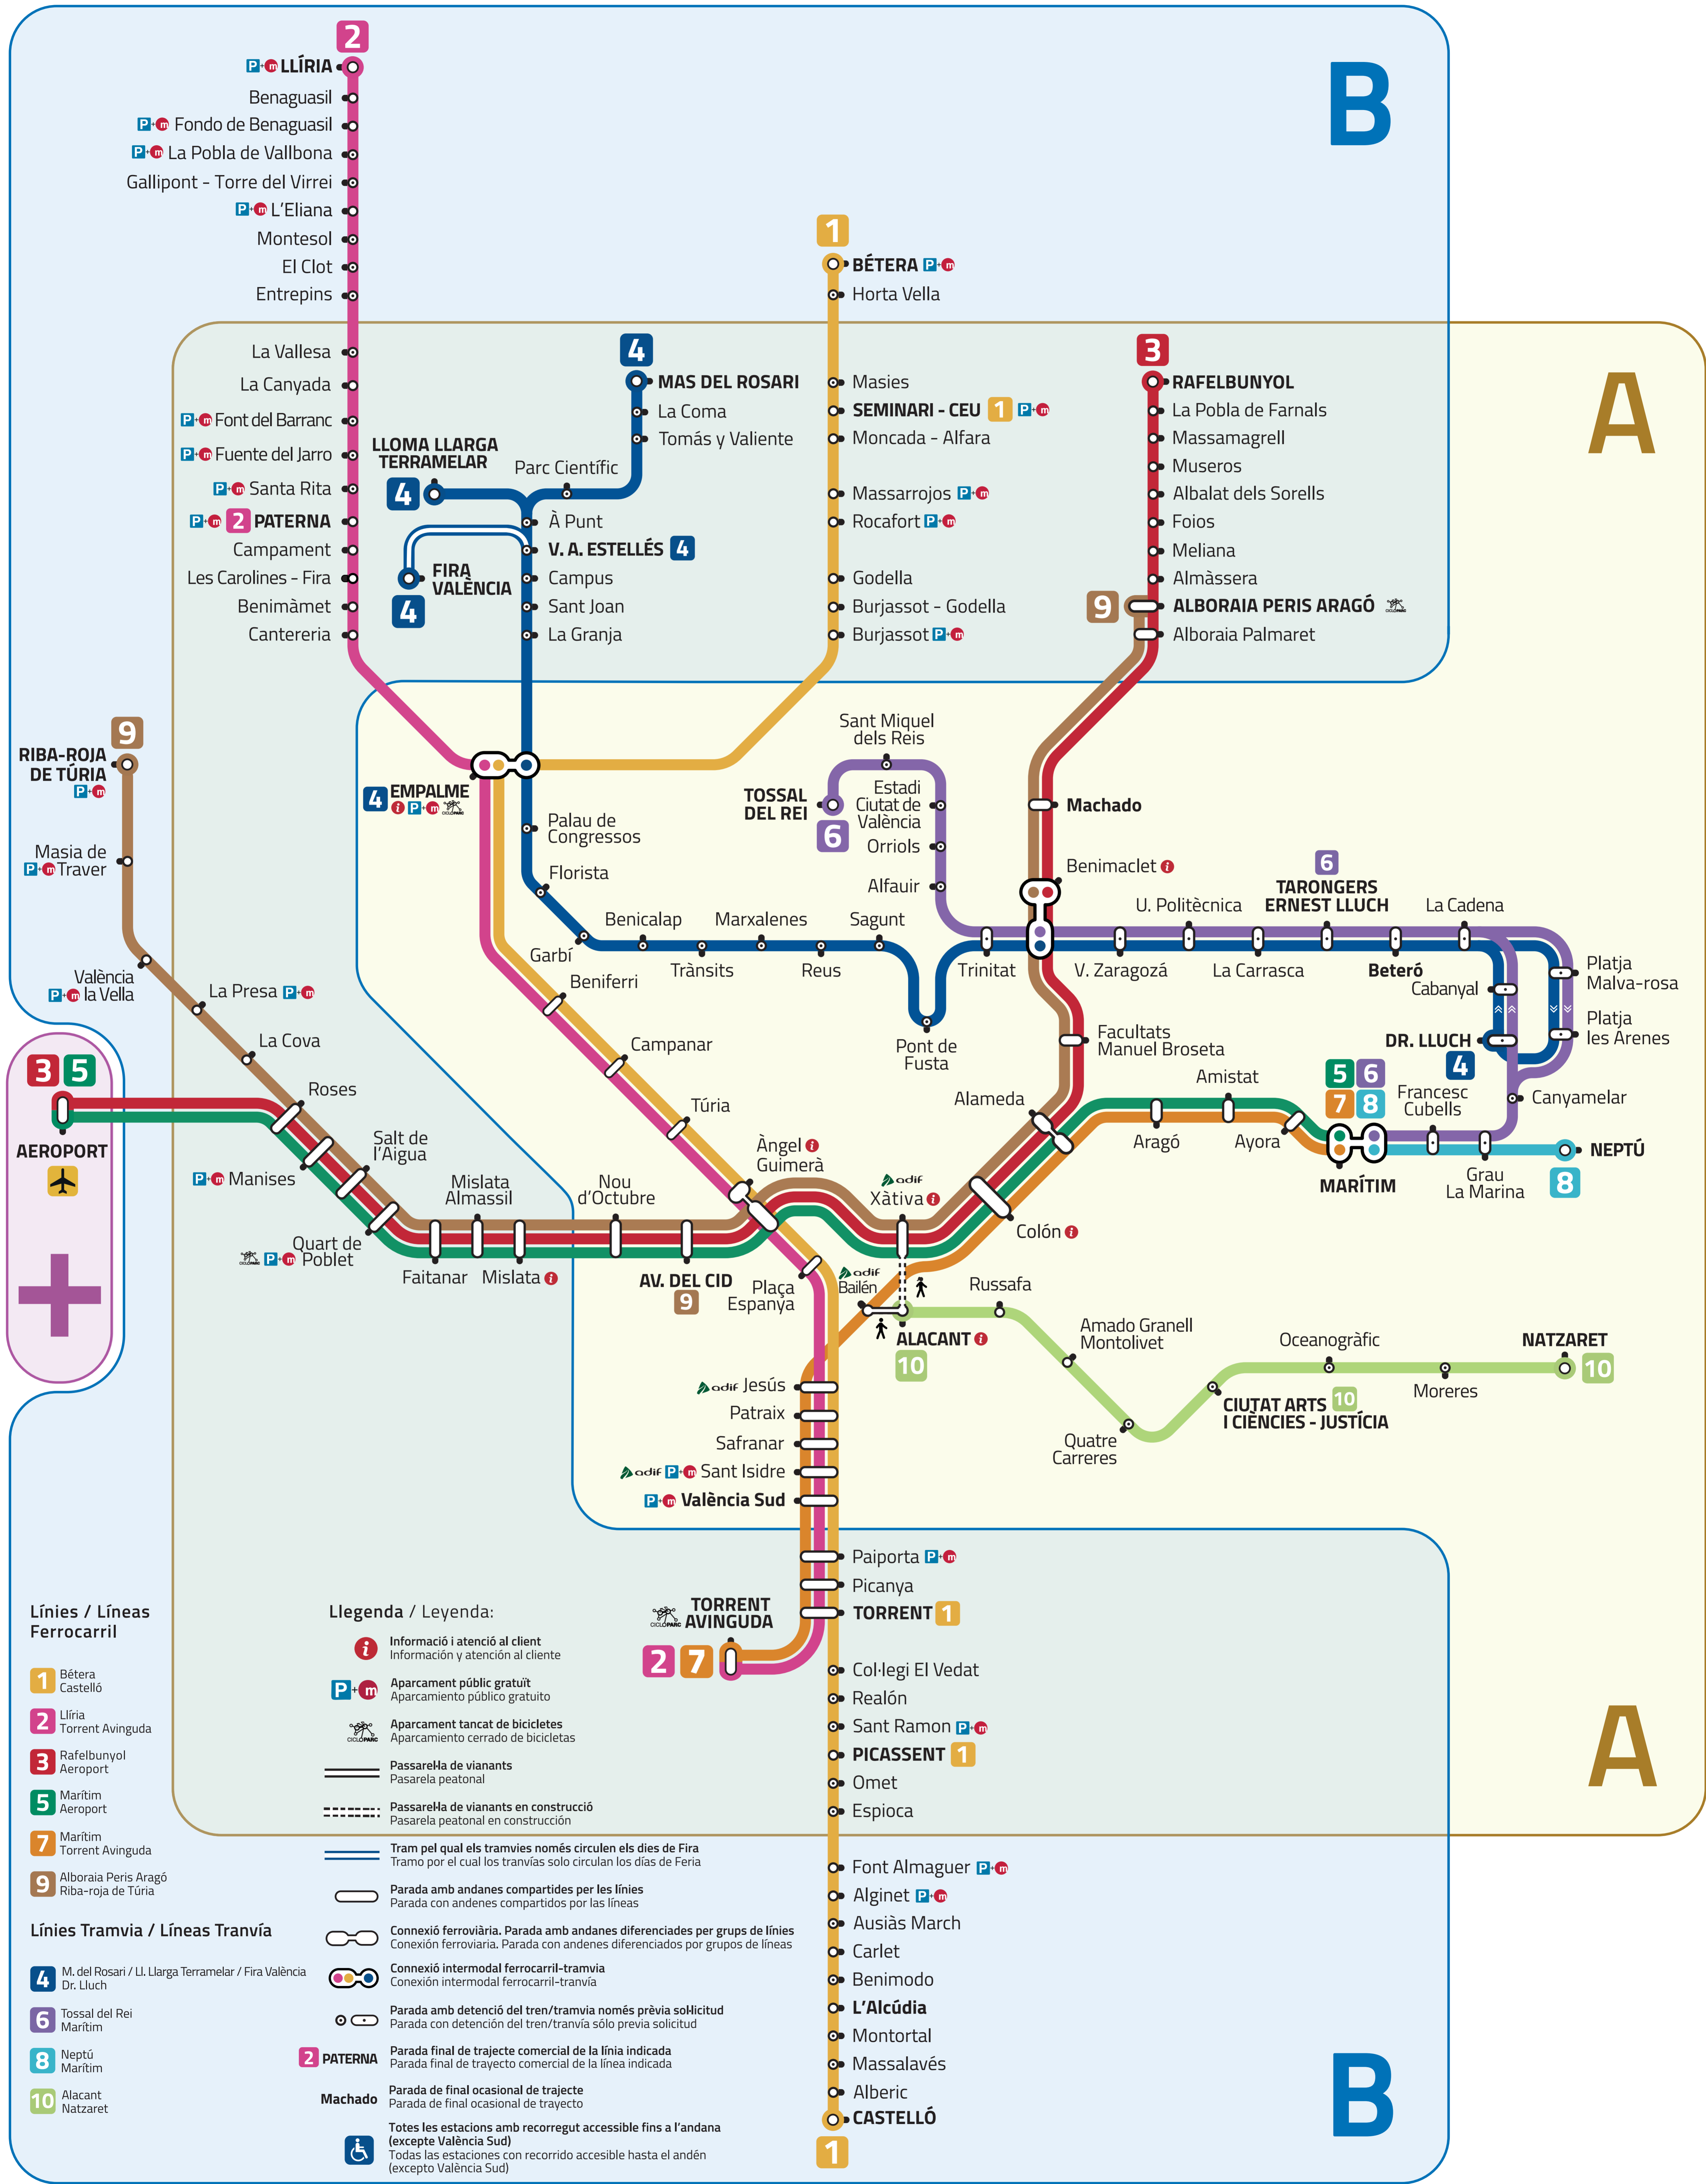 2
P+m LLÍRIA
Benaguasil
P+m Fondo de Benaguasil
P+m La Pobla de Vallbona
Gallipont - Torre del Virrei
P+m L'Eliana
Montesol
El Clot
Entrepins
La Vallesa
La Canyada
P+m Font del Barranc
P+m Fuente del Jarro
P+m Santa Rita
P+m 2 PATERNA
Campament
Les Carolines - Fira
Benimàmet
Cantereria
B
A
4
MAS DEL ROSARI
La Coma
Tomás y Valiente
LLOMA LLARGA
TERRAMELAR
4
Parc Científic
À Punt
V. A. ESTELLÉS 4
FIRA
VALÈNCIA
4
Campus
Sant Joan
La Granja
1
BÉTERA P+m
Horta Vella
Masies
SEMINARI - CEU 1 P+m
Moncada - Alfara
Massarrojos P+m
Rocafort P+m
Godella
Burjassot - Godella
Burjassot P+m
3
RAFELBUNYOL
La Pobla de Farnals
Massamagrell
Museros
Albalat dels Sorells
Foios
Meliana
Almàssera
9 ALBORAIA PERIS ARAGÓ CICLOPARC
Alboraia Palmaret
9
RIBA-ROJA
DE TÚRIA
P+m
Masia de
P+m Traver
València
P+m la Vella
La Presa P+m
La Cova
Roses
3 5
AEROPORT
+
P+m Manises
Salt de
l'Aigua
Quart de
CICLOPARC P+m Poblet
Faitanar
Mislata
Almassil
Mislata i
Nou
d'Octubre
AV. DEL CID
9
4 EMPALME
i P+m CICLOPARC
Palau de
Congressos
Florista
Garbí
Benicalap
Trànsits
Marxalenes
Reus
Sagunt
Pont de
Fusta
Beniferri
Campanar
Túria
Àngel i
Guimerà
Plaça
Espanya
Sant Miquel
dels Reis
TOSSAL
DEL REI
6
Estadi
Ciutat de
València
Orriols
Alfauir
Trinitat
Machado
Benimaclet i
V. Zaragozá
U. Politècnica
La Carrasca
6
TARONGERS
ERNEST LLUCH
Beteró
La Cadena
Cabanyal
Platja
Malva-rosa
Platja
les Arenes
DR. LLUCH
4
Canyamelar
Francesc
Cubells
Grau
La Marina
NEPTÚ
8
5 6
7 8
MARÍTIM
Facultats
Manuel Broseta
Alameda
Aragó
Amistat
Ayora
Colón i
adif
Xàtiva i
adif
Bailén
ALACANT i
10
Russafa
Amado Granell
Montolivet
Quatre
Carreres
CIUTAT ARTS 10
I CIÈNCIES - JUSTÍCIA
Oceanogràfic
Moreres
NATZARET
10
adif Jesús
Patraix
Safranar
adif P+m Sant Isidre
P+m València Sud
Paiporta P+m
Picanya
TORRENT 1
CICLOPARC TORRENT
AVINGUDA
2 7
Col·legi El Vedat
Realón
Sant Ramon P+m
PICASSENT 1
Omet
Espioca
Font Almaguer P+m
Alginet P+m
Ausiàs March
Carlet
Benimodo
L'Alcúdia
Montortal
Massalavés
Alberic
CASTELLÓ
1
A
B
Línies / Líneas
Ferrocarril
1 Bétera
Castelló
2 Llíria
Torrent Avinguda
3 Rafelbunyol
Aeroport
5 Marítim
Aeroport
7 Marítim
Torrent Avinguda
9 Alboraia Peris Aragó
Riba-roja de Túria
Línies Tramvia / Líneas Tranvía
4 M. del Rosari / Ll. Llarga Terramelar / Fira València
Dr. Lluch
6 Tossal del Rei
Marítim
8 Neptú
Marítim
10 Alacant
Natzaret
Llegenda / Leyenda:
i Informació i atenció al client
Información y atención al cliente
P+m Aparcament públic gratuït
Aparcamiento público gratuito
CICLOPARC Aparcament tancat de bicicletes
Aparcamiento cerrado de bicicletas
Passarel·la de vianants
Pasarela peatonal
Passarel·la de vianants en construcció
Pasarela peatonal en construcción
Tram pel qual els tramvies només circulen els dies de Fira
Tramo por el cual los tranvías solo circulan los días de Feria
Parada amb andanes compartides per les línies
Parada con andenes compartidos por las líneas
Connexió ferroviària. Parada amb andanes diferenciades per grups de línies
Conexión ferroviaria. Parada con andenes diferenciados por grupos de líneas
Connexió intermodal ferrocarril-tramvia
Conexión intermodal ferrocarril-tranvía
Parada amb detenció del tren/tramvia només prèvia sol·licitud
Parada con detención del tren/tranvía sólo previa solicitud
2 PATERNA Parada final de trajecte comercial de la línia indicada
Parada final de trayecto comercial de la línea indicada
Machado Parada de final ocasional de trajecte
Parada de final ocasional de trayecto
Totes les estacions amb recorregut accessible fins a l'andana
(excepte València Sud)
Todas las estaciones con recorrido accesible hasta el andén
(excepto València Sud)